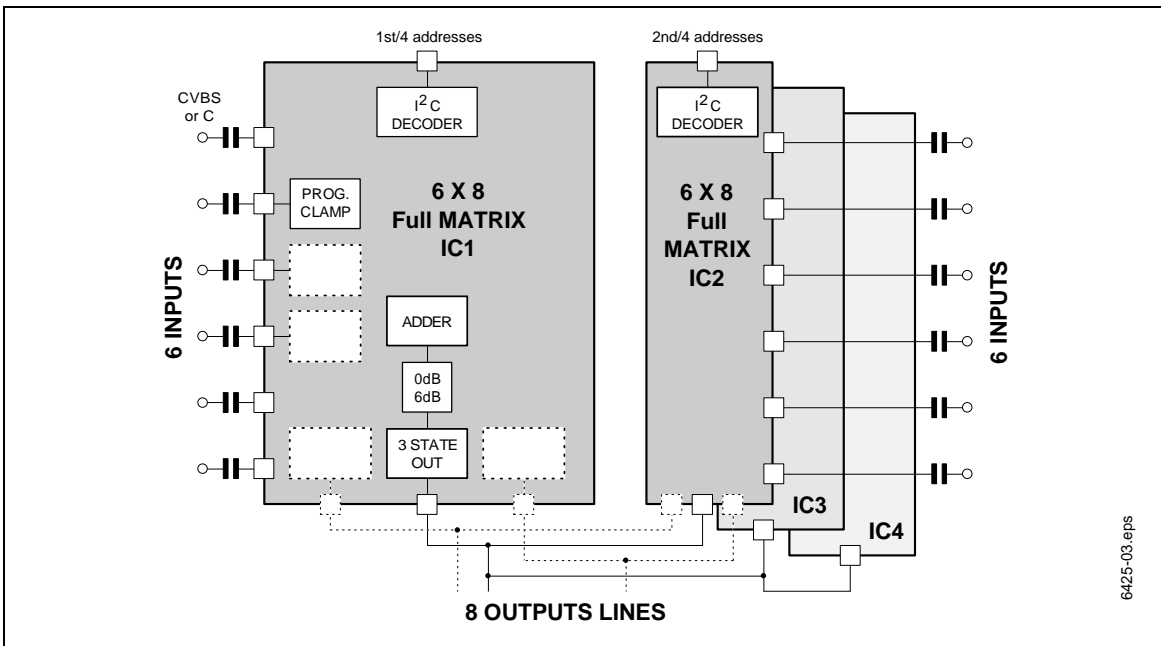 1st/4 addresses
2nd/4 addresses
CVBS
or C
I2 C
DECODER
I2 C
DECODER
PROG.
CLAMP
6 X 8
Full MATRIX
IC1
6 X 8
Full
MATRIX
IC2
6 INPUTS
6 INPUTS
ADDER
0dB
6dB
3 STATE
OUT
IC3
IC4
8 OUTPUTS LINES
6425-03.eps